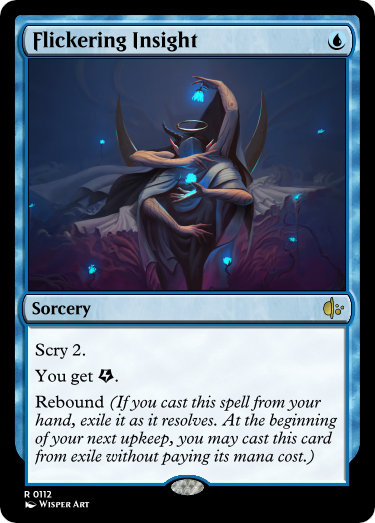 Flickering Insight
Sorcery
Scry 2.
You get .
Rebound (If you cast this spell from your
hand, exile it as it resolves. At the beginning
of your next upkeep, you may cast this card
from exile without paying its mana cost.)
R 0112
Wisper Art